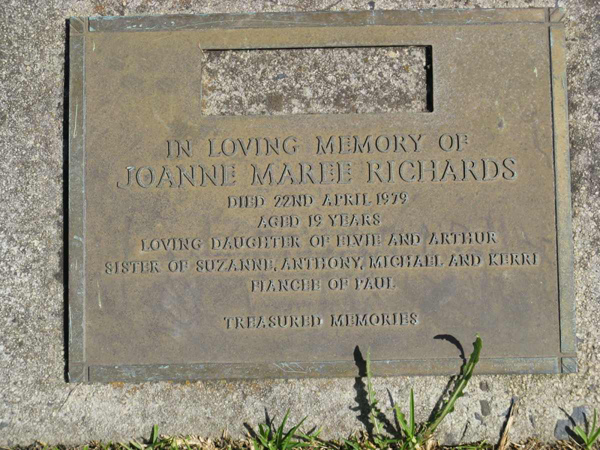 IN LOVING MEMORY OF
JOANNE MAREE RICHARDS
DIED 22ND APRIL 1979
AGED 19 YEARS
LOVING DAUGHTER OF ELVIE AND ARTHUR
SISTER OF SUZANNE, ANTHONY, MICHAEL AND KERRI
FIANCEE OF PAUL
TREASURED MEMORIES